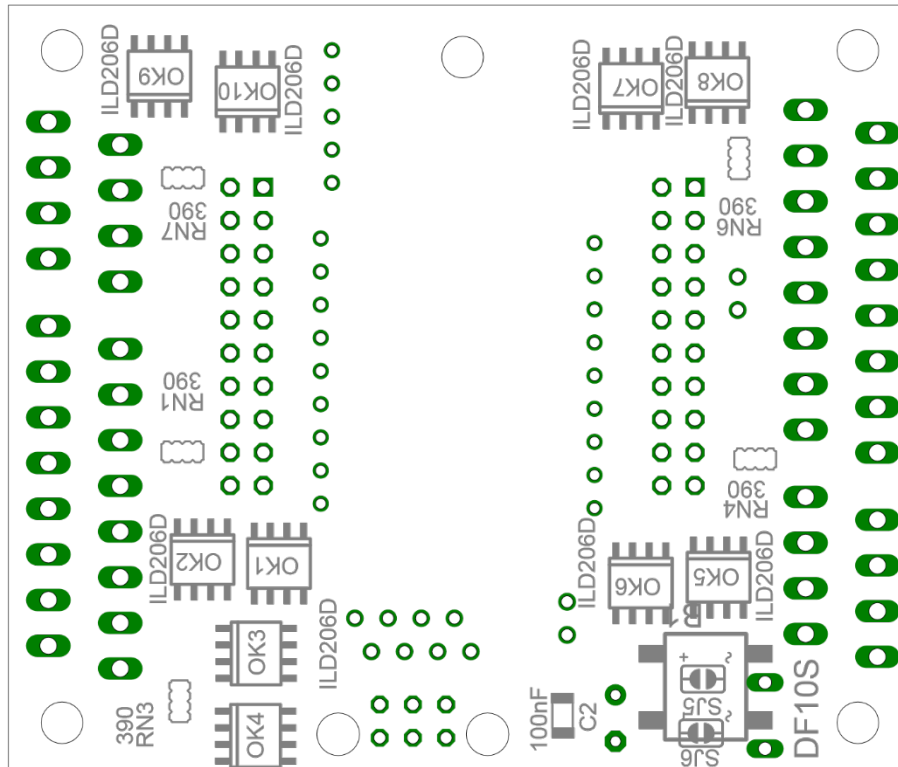 ILD206D
OK9
OK10
ILD206D
ILD206D
OK7
ILD206D
OK8
390
RN7
390
RN6
390
RN1
390
RN4
ILD206D
OK2
OK1
ILD206D
ILD206D
OK6
OK5
ILD206D
OK3
B1
+
~
SJ5
~
SJ6
DF10S
390
RN3
OK4
100nF
C2